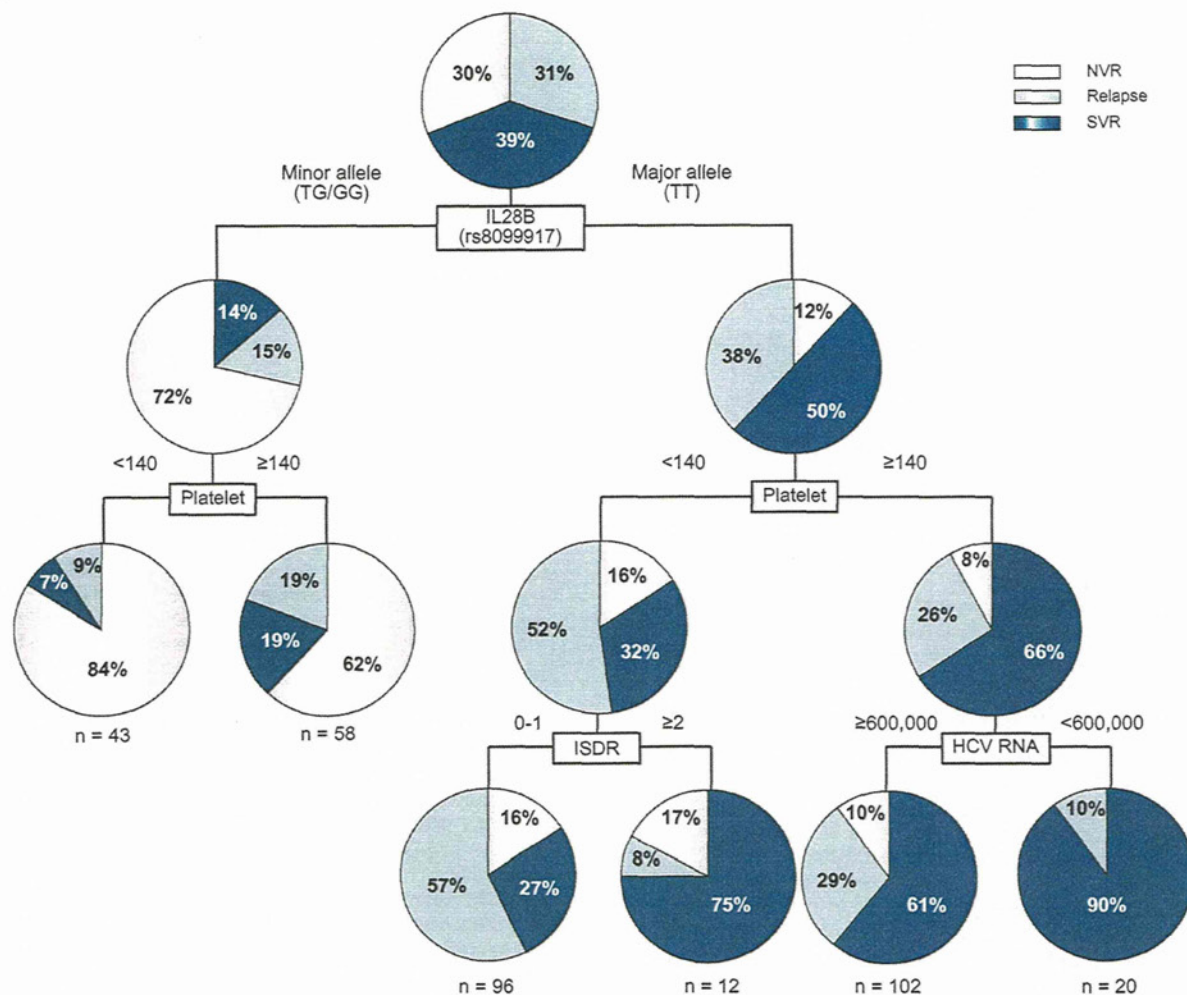 30%
31%
39%
NVR
Relapse
SVR
Minor allele
(TG/GG)
Major allele
(TT)
IL28B
(rs8099917)
14%
15%
72%
12%
38%
50%
<140
≥140
Platelet
<140
≥140
Platelet
7%
9%
84%
n = 43
19%
19%
62%
n = 58
16%
52%
32%
8%
26%
66%
0-1
≥2
ISDR
≥600,000
<600,000
HCV RNA
16%
57%
27%
n = 96
17%
8%
75%
n = 12
10%
29%
61%
n = 102
10%
90%
n = 20